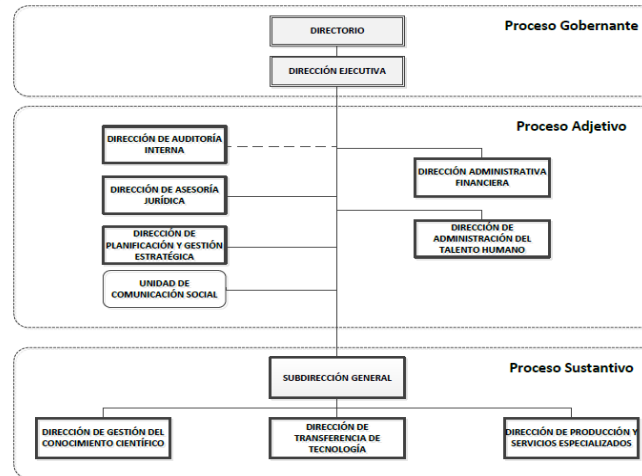 Proceso Gobernante
DIRECTORIO
DIRECCIÓN EJECUTIVA
Proceso Adjetivo
DIRECCIÓN DE AUDITORÍA
INTERNA
DIRECCIÓN ADMINISTRATIVA
FINANCIERA
DIRECCIÓN DE ASESORÍA
JURÍDICA
DIRECCIÓN DE
ADMINISTRACIÓN DEL
TALENTO HUMANO
DIRECCIÓN DE
PLANIFICACIÓN Y GESTIÓN
ESTRATÉGICA
UNIDAD DE
COMUNICACIÓN SOCIAL
Proceso Sustantivo
SUBDIRECCIÓN GENERAL
DIRECCIÓN DE GESTIÓN DEL
CONOCIMIENTO CIENTÍFICO
DIRECCIÓN DE
TRANSFERENCIA DE
TECNOLOGÍA
DIRECCIÓN DE PRODUCCIÓN Y
SERVICIOS ESPECIALIZADOS